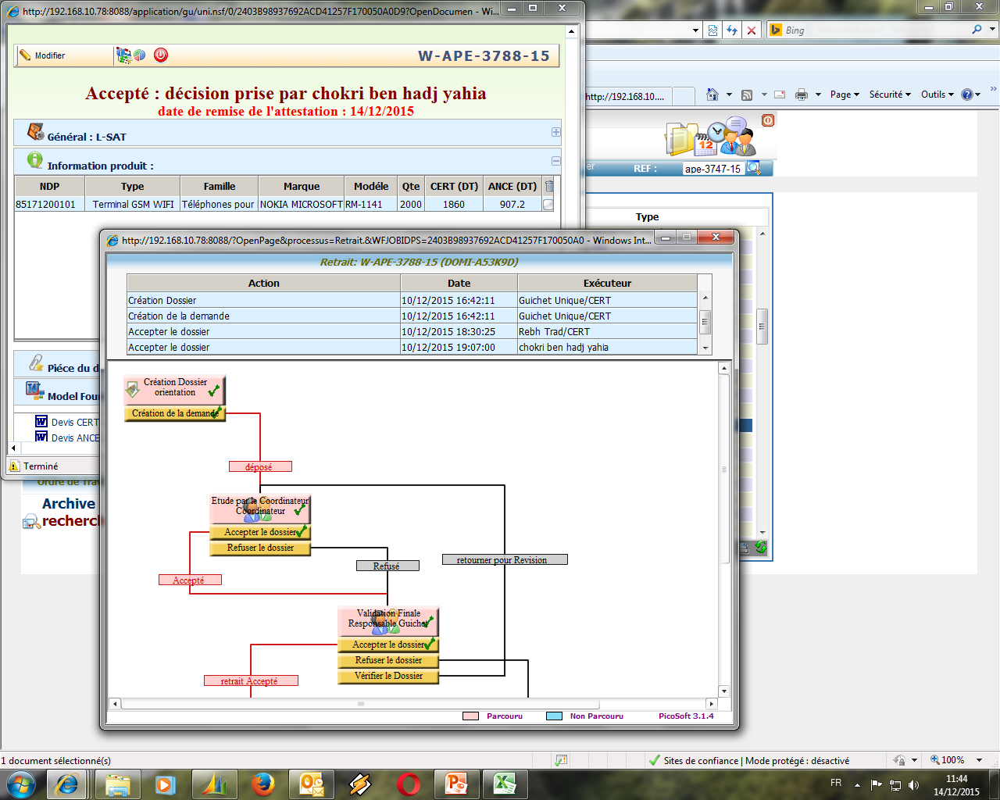 http://192.168.10.78:8088/application/gu/uni.nsf/0/2403B98937692ACD41257F170050A0D9?OpenDocumen - Wi...
Bing
Modifier
W-APE-3788-15
Accepté : décision prise par chokri ben hadj yahia
date de remise de l'attestation : 14/12/2015
http://192.168.10....
Page
Sécurité
Outils
Général : L-SAT
Information produit :
12
REF :
ape-3747-15
NDP Type Famille Marque Modéle Qte CERT (DT) ANCE (DT)
85171200101 Terminal GSM WIFI Téléphones por NOKIA MICROSOFT RM-1141 2000 1860 907.2
Type
http://192.168.10.78:8088/?OpenPage&processus=Retrait.&WFJOBIDPS=2403B98937692ACD41257F170050A0 - Windows Int...
Retrait: W-APE-3788-15 (DOMI-A53K9D)
Action Date Exécuteur
Création Dossier 10/12/2015 16:42:11 Guichet Unique/CERT
Création de la demande 10/12/2015 16:42:11 Guichet Unique/CERT
Accepter le dossier 10/12/2015 18:30:25 Rebh Trad/CERT
Accepter le dossier 10/12/2015 19:07:00 chokri ben hadj yahia
Piéce du d
Model Four
Devis CERT
Devis ANCE
Terminé
Ordre de Trav
Archive
recherc
Création Dossier
orientation
Création de la demande
déposé
Etude par le Coordinateur
Coordinateur
Accepter le dossier
Refuser le dossier
Refusé
retourner pour Revision
Accepté
Validation Finale
Responsable Guichet
Accepter le dossier
Refuser le dossier
Vérifier le Dossier
retrait Accepté
Parcouru
Non Parcouru
PicoSoft 3.1.4
1 document sélectionné(s)
Sites de confiance | Mode protégé : désactivé
100%
FR
11:44
14/12/2015